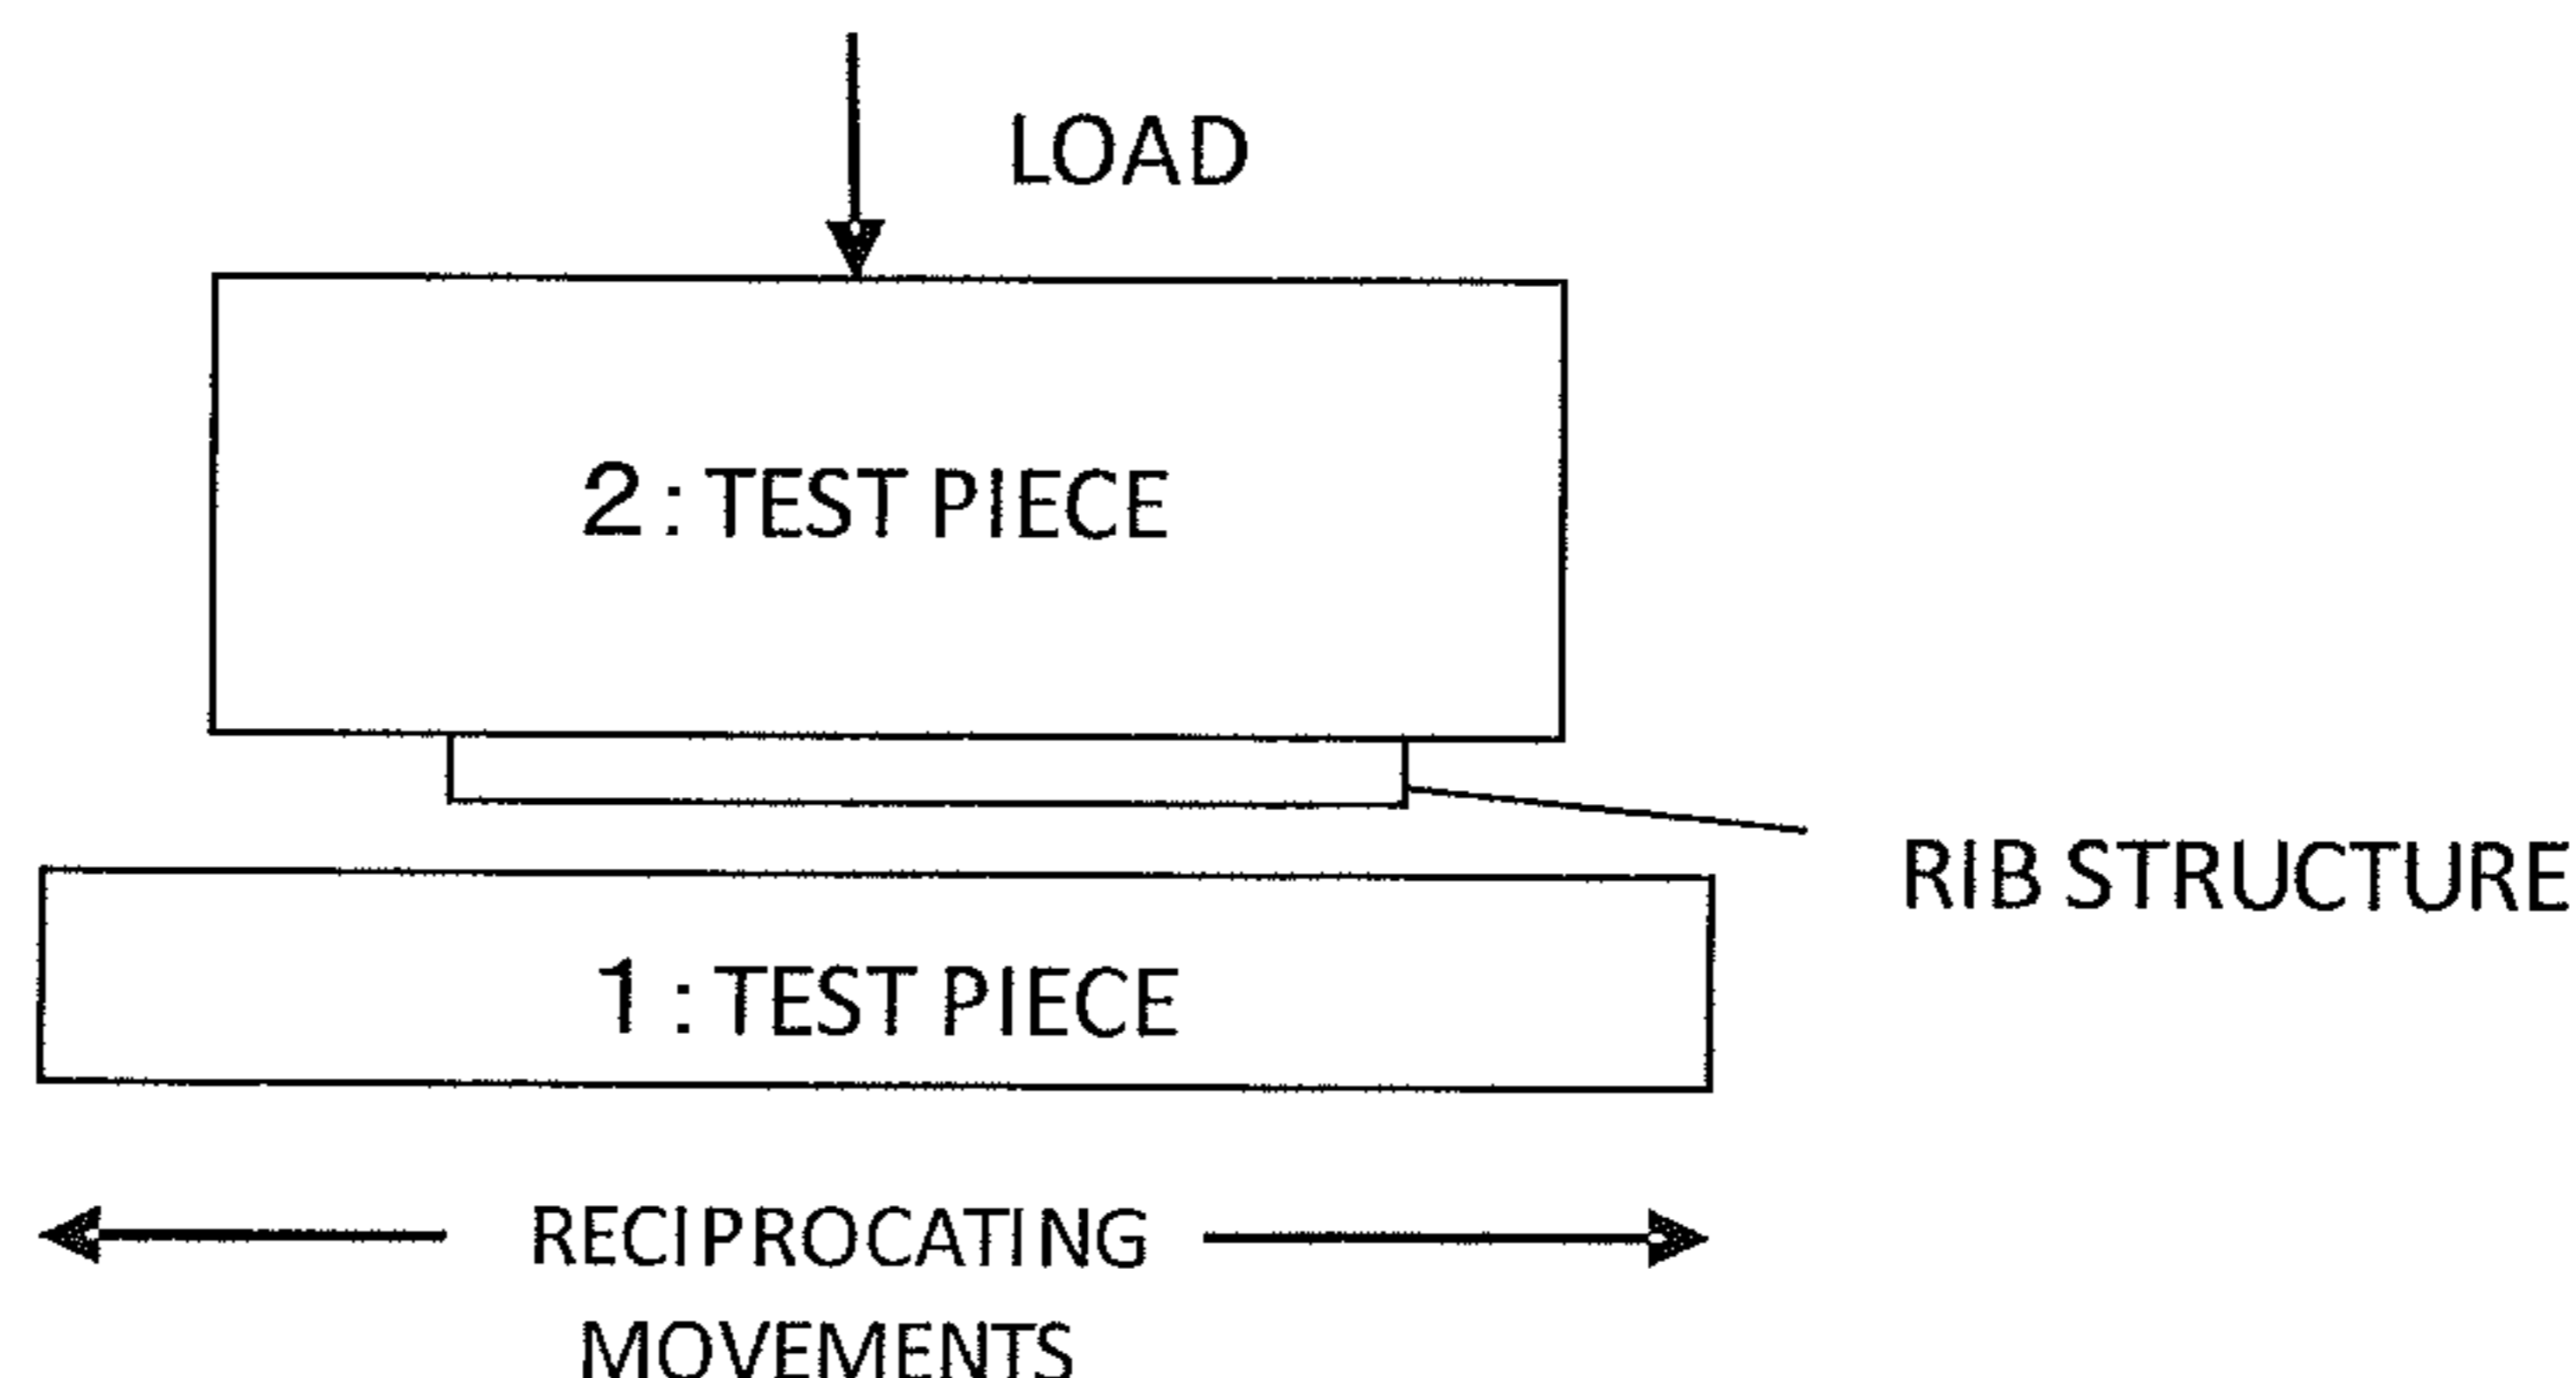 LOAD
2: TEST PIECE
RIB STRUCTURE
1: TEST PIECE
RECIPROCATING
MOVEMENTS